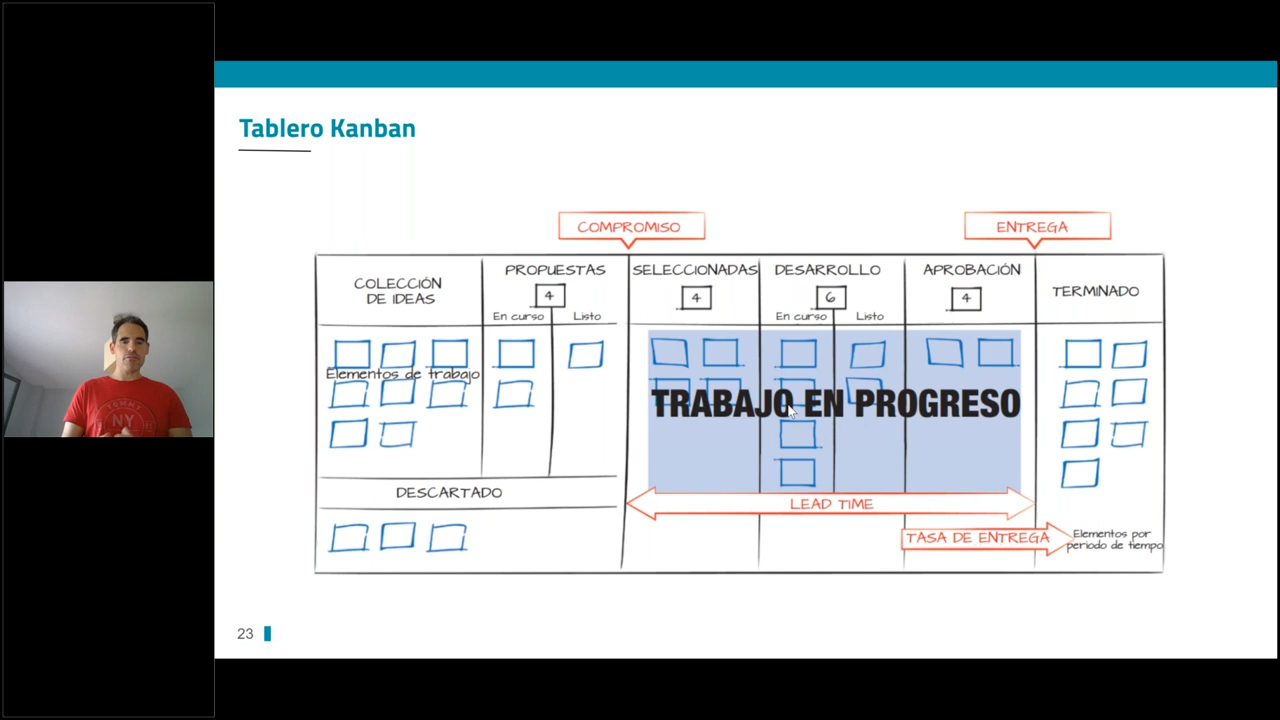 Tablero Kanban
COMPROMISO
ENTREGA
COLECCIÓN
DE IDEAS
PROPUESTAS
4
En curso
Listo
SELECCIONADAS
4
DESARROLLO
6
En curso
Listo
APROBACIÓN
4
TERMINADO
Elementos de trabajo
TRABAJO EN PROGRESO
DESCARTADO
LEAD TIME
TASA DE ENTREGA
Elementos por
periodo de tiempo
23
TOMMY
NY